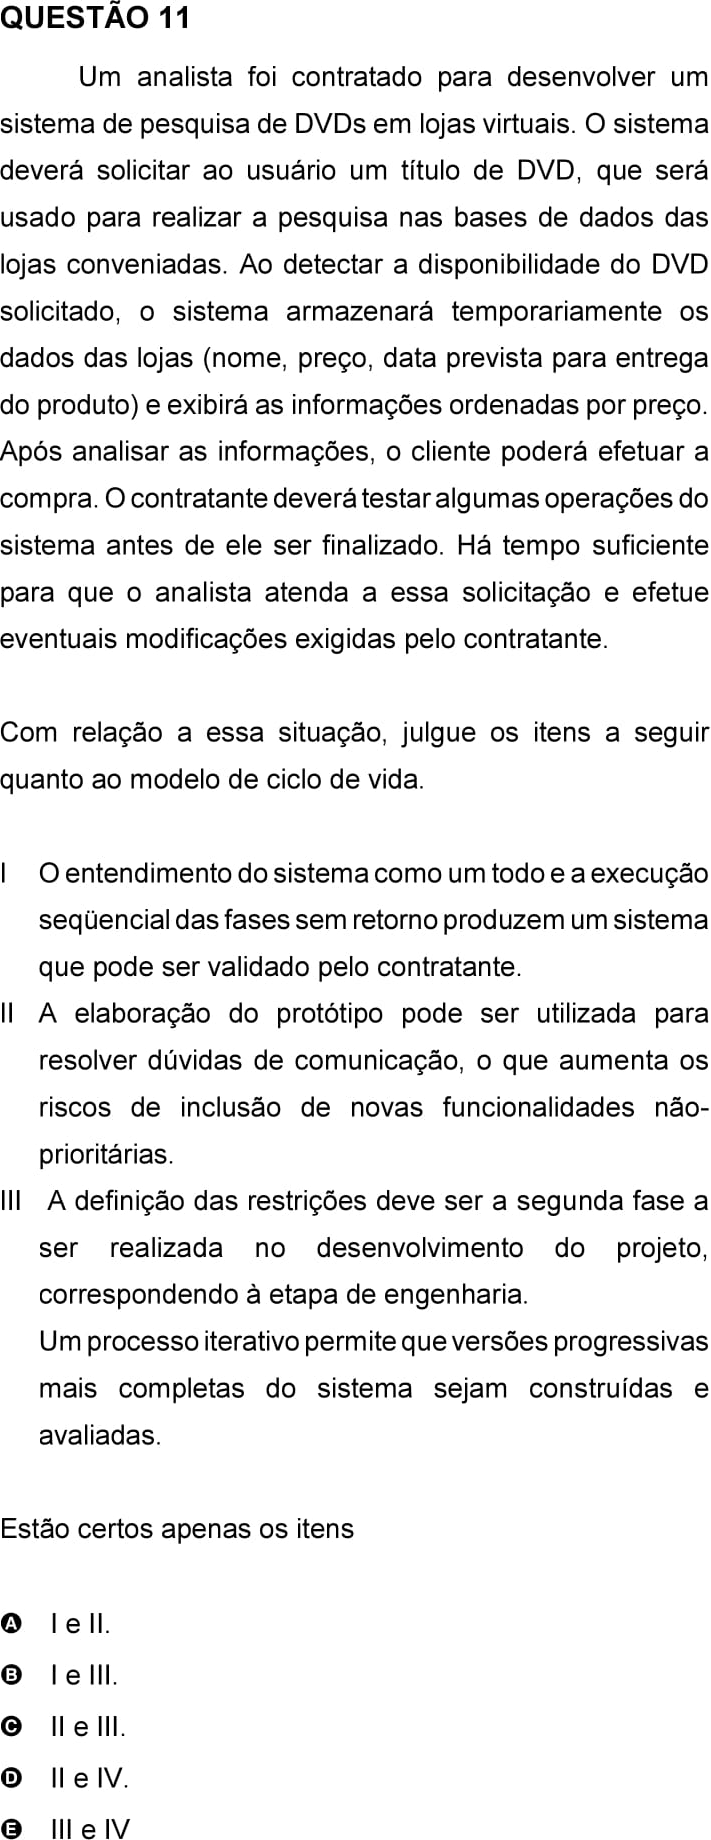 QUESTÃO 11
Um analista foi contratado para desenvolver um
sistema de pesquisa de DVDs em lojas virtuais. O sistema
deverá solicitar ao usuário um título de DVD, que será
usado para realizar a pesquisa nas bases de dados das
lojas conveniadas. Ao detectar a disponibilidade do DVD
solicitado, o sistema armazenará temporariamente os
dados das lojas (nome, preço, data prevista para entrega
do produto) e exibirá as informações ordenadas por preço.
Após analisar as informações, o cliente poderá efetuar a
compra. O contratante deverá testar algumas operações do
sistema antes de ele ser finalizado. Há tempo suficiente
para que o analista atenda a essa solicitação e efetue
eventuais modificações exigidas pelo contratante.
Com relação a essa situação, julgue os itens a seguir
quanto ao modelo de ciclo de vida.
I O entendimento do sistema como um todo e a execução
seqüencial das fases sem retorno produzem um sistema
que pode ser validado pelo contratante.
II A elaboração do protótipo pode ser utilizada para
resolver dúvidas de comunicação, o que aumenta os
riscos de inclusão de novas funcionalidades não-
prioritárias.
III A definição das restrições deve ser a segunda fase a
ser realizada no desenvolvimento do projeto,
correspondendo à etapa de engenharia.
Um processo iterativo permite que versões progressivas
mais completas do sistema sejam construídas e
avaliadas.
Estão certos apenas os itens
A I e II.
B I e III.
C II e III.
D II e IV.
E III e IV